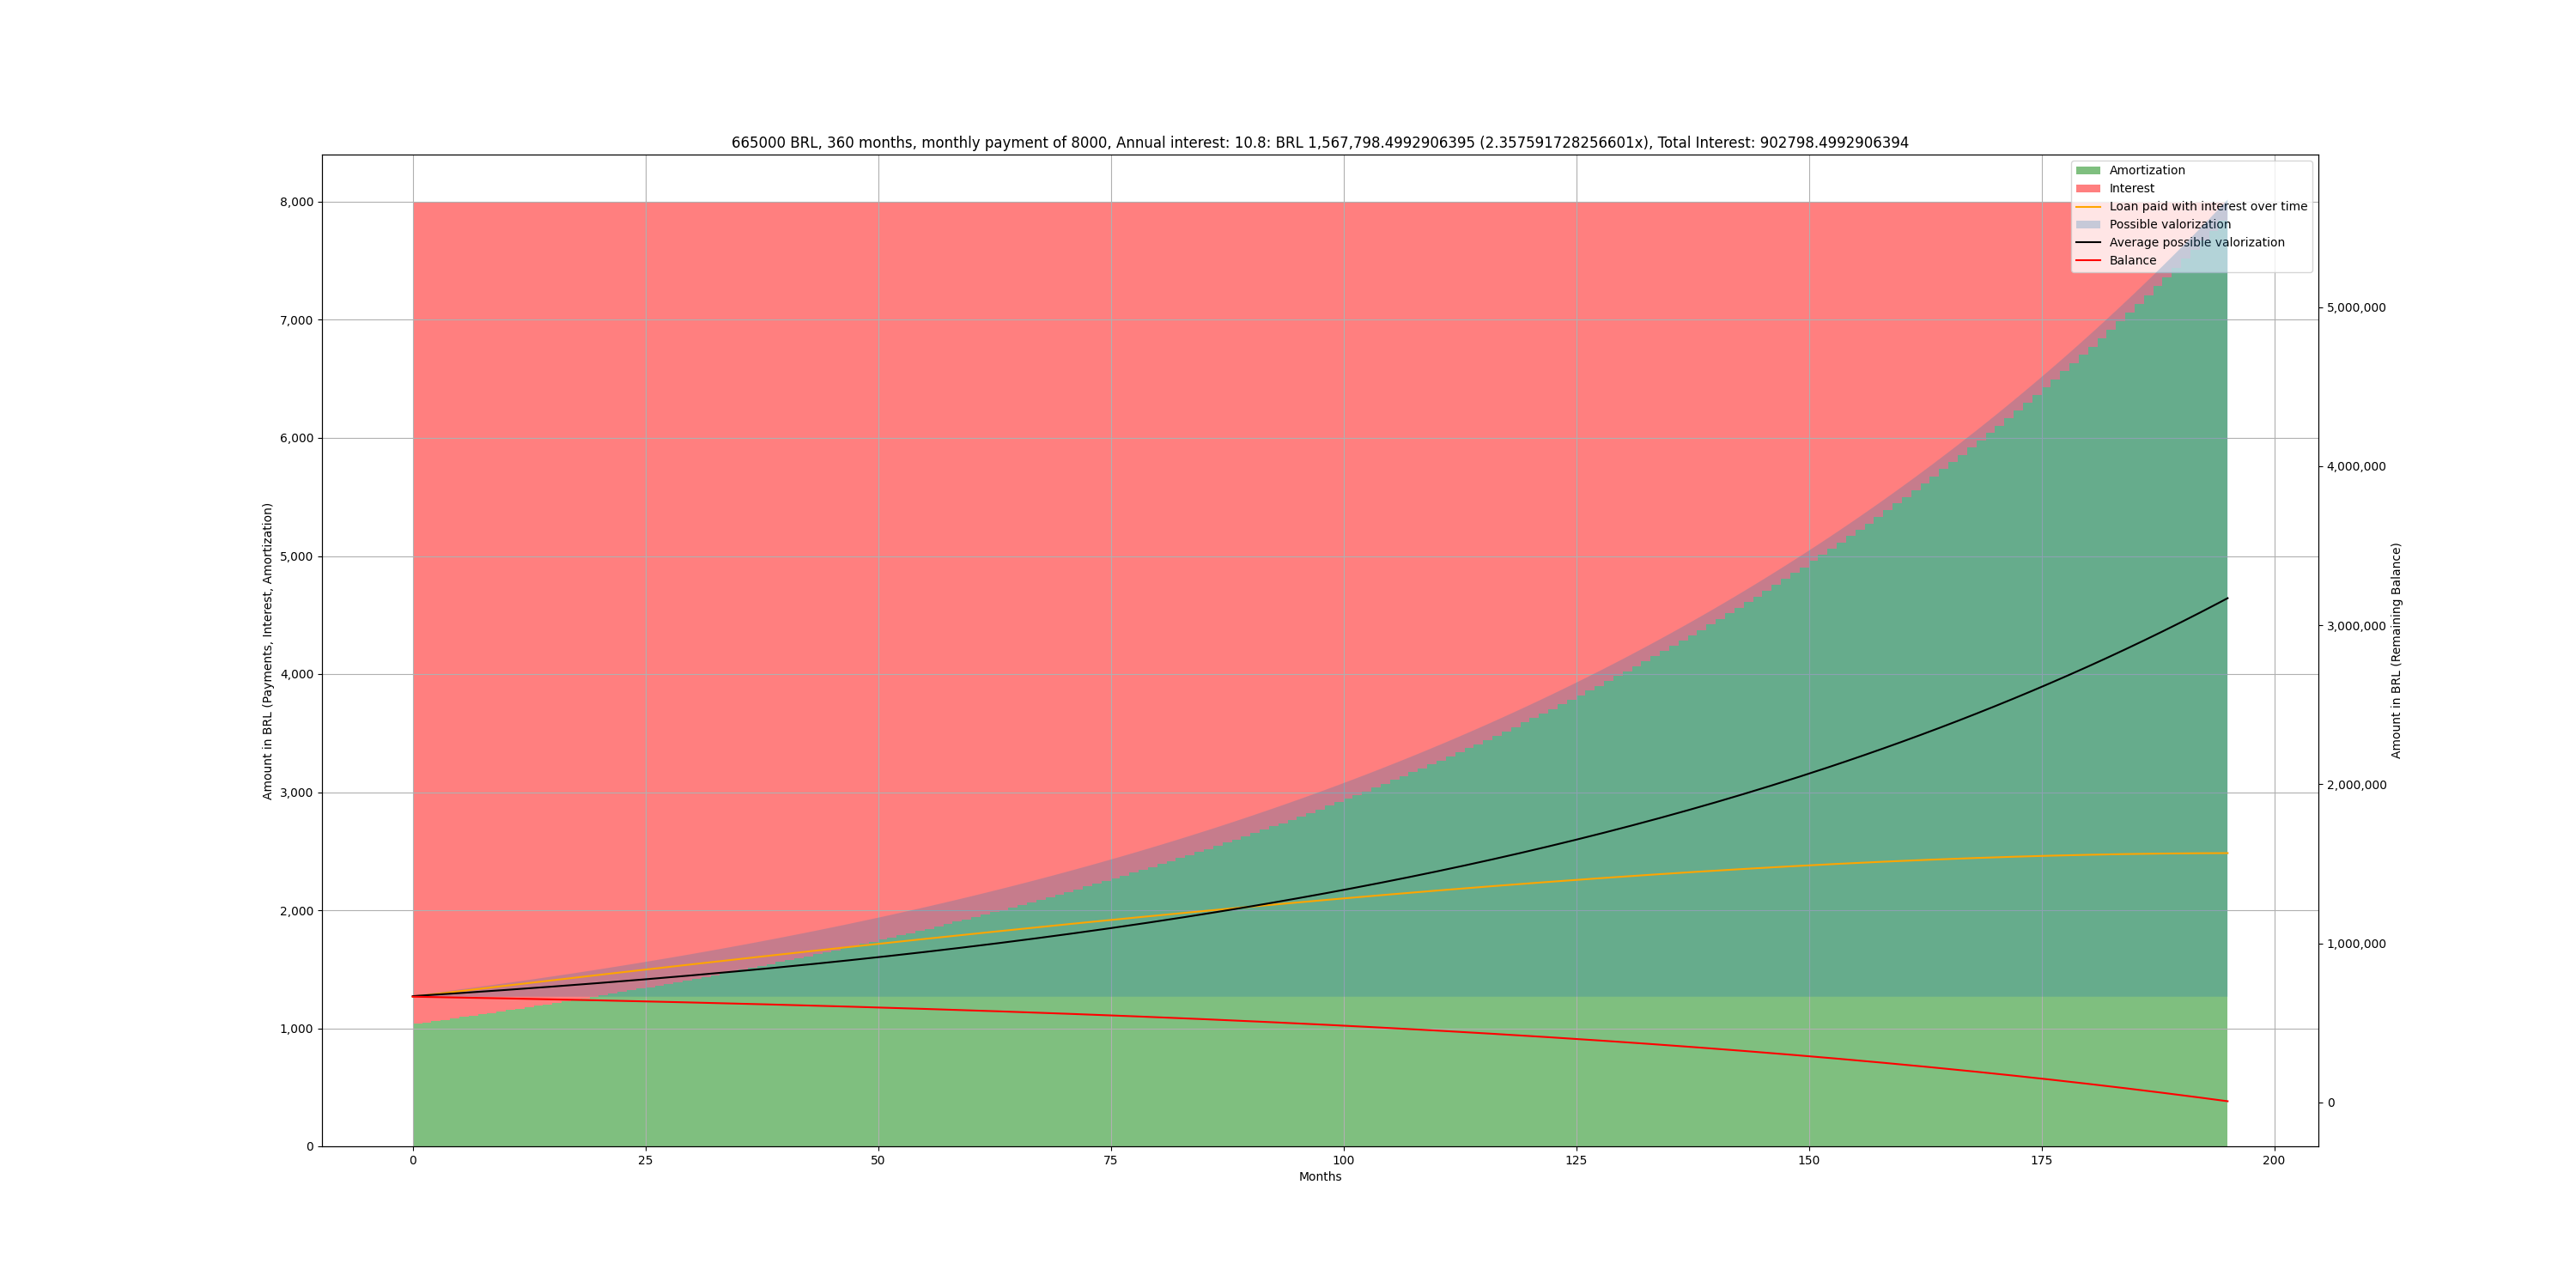 665000 BRL, 360 months, monthly payment of 8000, Annual interest: 10.8: BRL 1,567,798.4992906395 (2.357591728256601x), Total Interest: 902798.4992906394
Amortization
Interest
Loan paid with interest over time
Possible valorization
Average possible valorization
Balance
Amount in BRL (Payments, Interest, Amortization)
8,000
7,000
6,000
5,000
4,000
3,000
2,000
1,000
0
5,000,000
4,000,000
3,000,000
2,000,000
1,000,000
0
Amount in BRL (Remaining Balance)
0 25 50 75 100 125 150 175 200
Months